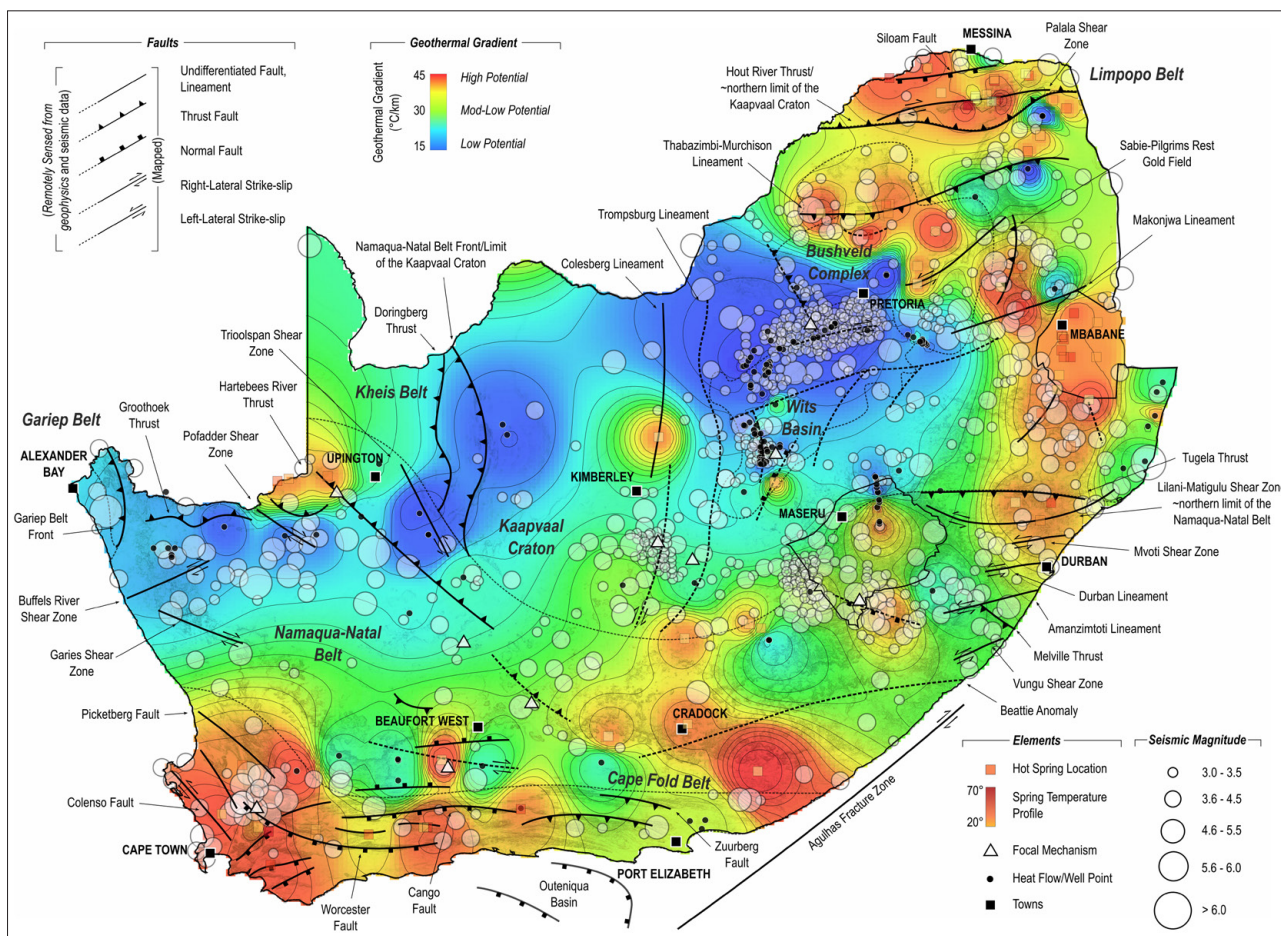 Faults
(Remotely Sensed from
geophysics and seismic data)
(Mapped)
Undifferentiated Fault,
Lineament
Thrust Fault
Normal Fault
Right-Lateral Strike-slip
Left-Lateral Strike-slip
Geothermal Gradient
Geothermal Gradient
(°C/km)
45
30
15
High Potential
Mod-Low Potential
Low Potential
Siloam Fault
MESSINA
Palala Shear
Zone
Limpopo Belt
Hout River Thrust/
~northern limit of the
Kaapvaal Craton
Thabazimbi-Murchison
Lineament
Sabie-Pilgrims Rest
Gold Field
Makonjwa Lineament
Trompsburg Lineament
Bushveld
Complex
PRETORIA
MBABANE
Namaqua-Natal Belt Front/Limit
of the Kaapvaal Craton
Colesberg Lineament
Doringberg
Thrust
Trioolspan Shear
Zone
Hartebees River
Thrust
Kheis Belt
Gariep Belt
Groothoek
Thrust
Pofadder Shear
Zone
ALEXANDER
BAY
UPINGTON
KIMBERLEY
Wits
Basin
Tugela Thrust
Lilani-Matigulu Shear Zone
~northern limit of the
Namaqua-Natal Belt
Gariep Belt
Front
Kaapvaal
Craton
MASERU
Mvoti Shear Zone
DURBAN
Durban Lineament
Buffels River
Shear Zone
Amanzimtoti Lineament
Garies Shear
Zone
Namaqua-Natal
Belt
Melville Thrust
Vungu Shear Zone
Picketberg Fault
Beattie Anomaly
BEAUFORT WEST
CRADOCK
Cape Fold Belt
Colenso Fault
CAPE TOWN
Zuurberg
Fault
Agulhas Fracture Zone
PORT ELIZABETH
Outeniqua
Basin
Cango
Fault
Worcester
Fault
Elements
Hot Spring Location
70°
20°
Spring Temperature
Profile
Focal Mechanism
Heat Flow/Well Point
Towns
Seismic Magnitude
3.0 - 3.5
3.6 - 4.5
4.6 - 5.5
5.6 - 6.0
> 6.0